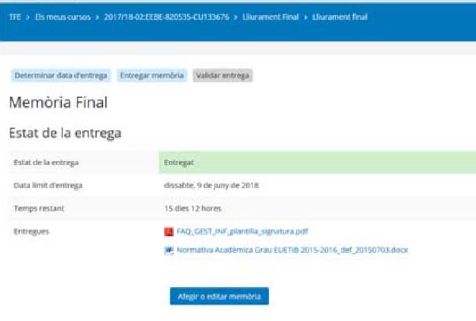 TFE > Els meus cursos > 2017/18-02:EEBE-820535-CU133676 > Lliurament Final > Lliurament final
Determinar data d'entrega Entregar memòria Validar entrega
Memòria Final
Estat de la entrega
Estat de la entrega Entregat
Data límit d'entrega dissabte, 9 de juny de 2018
Temps restant 15 dies 12 hores
Entregues FAQ_GEST_INF_plantilla_signatura.pdf
Normativa Acadèmica Grau EUETIB 2015-2016_def_20150703.docx
Afegir o editar memòria